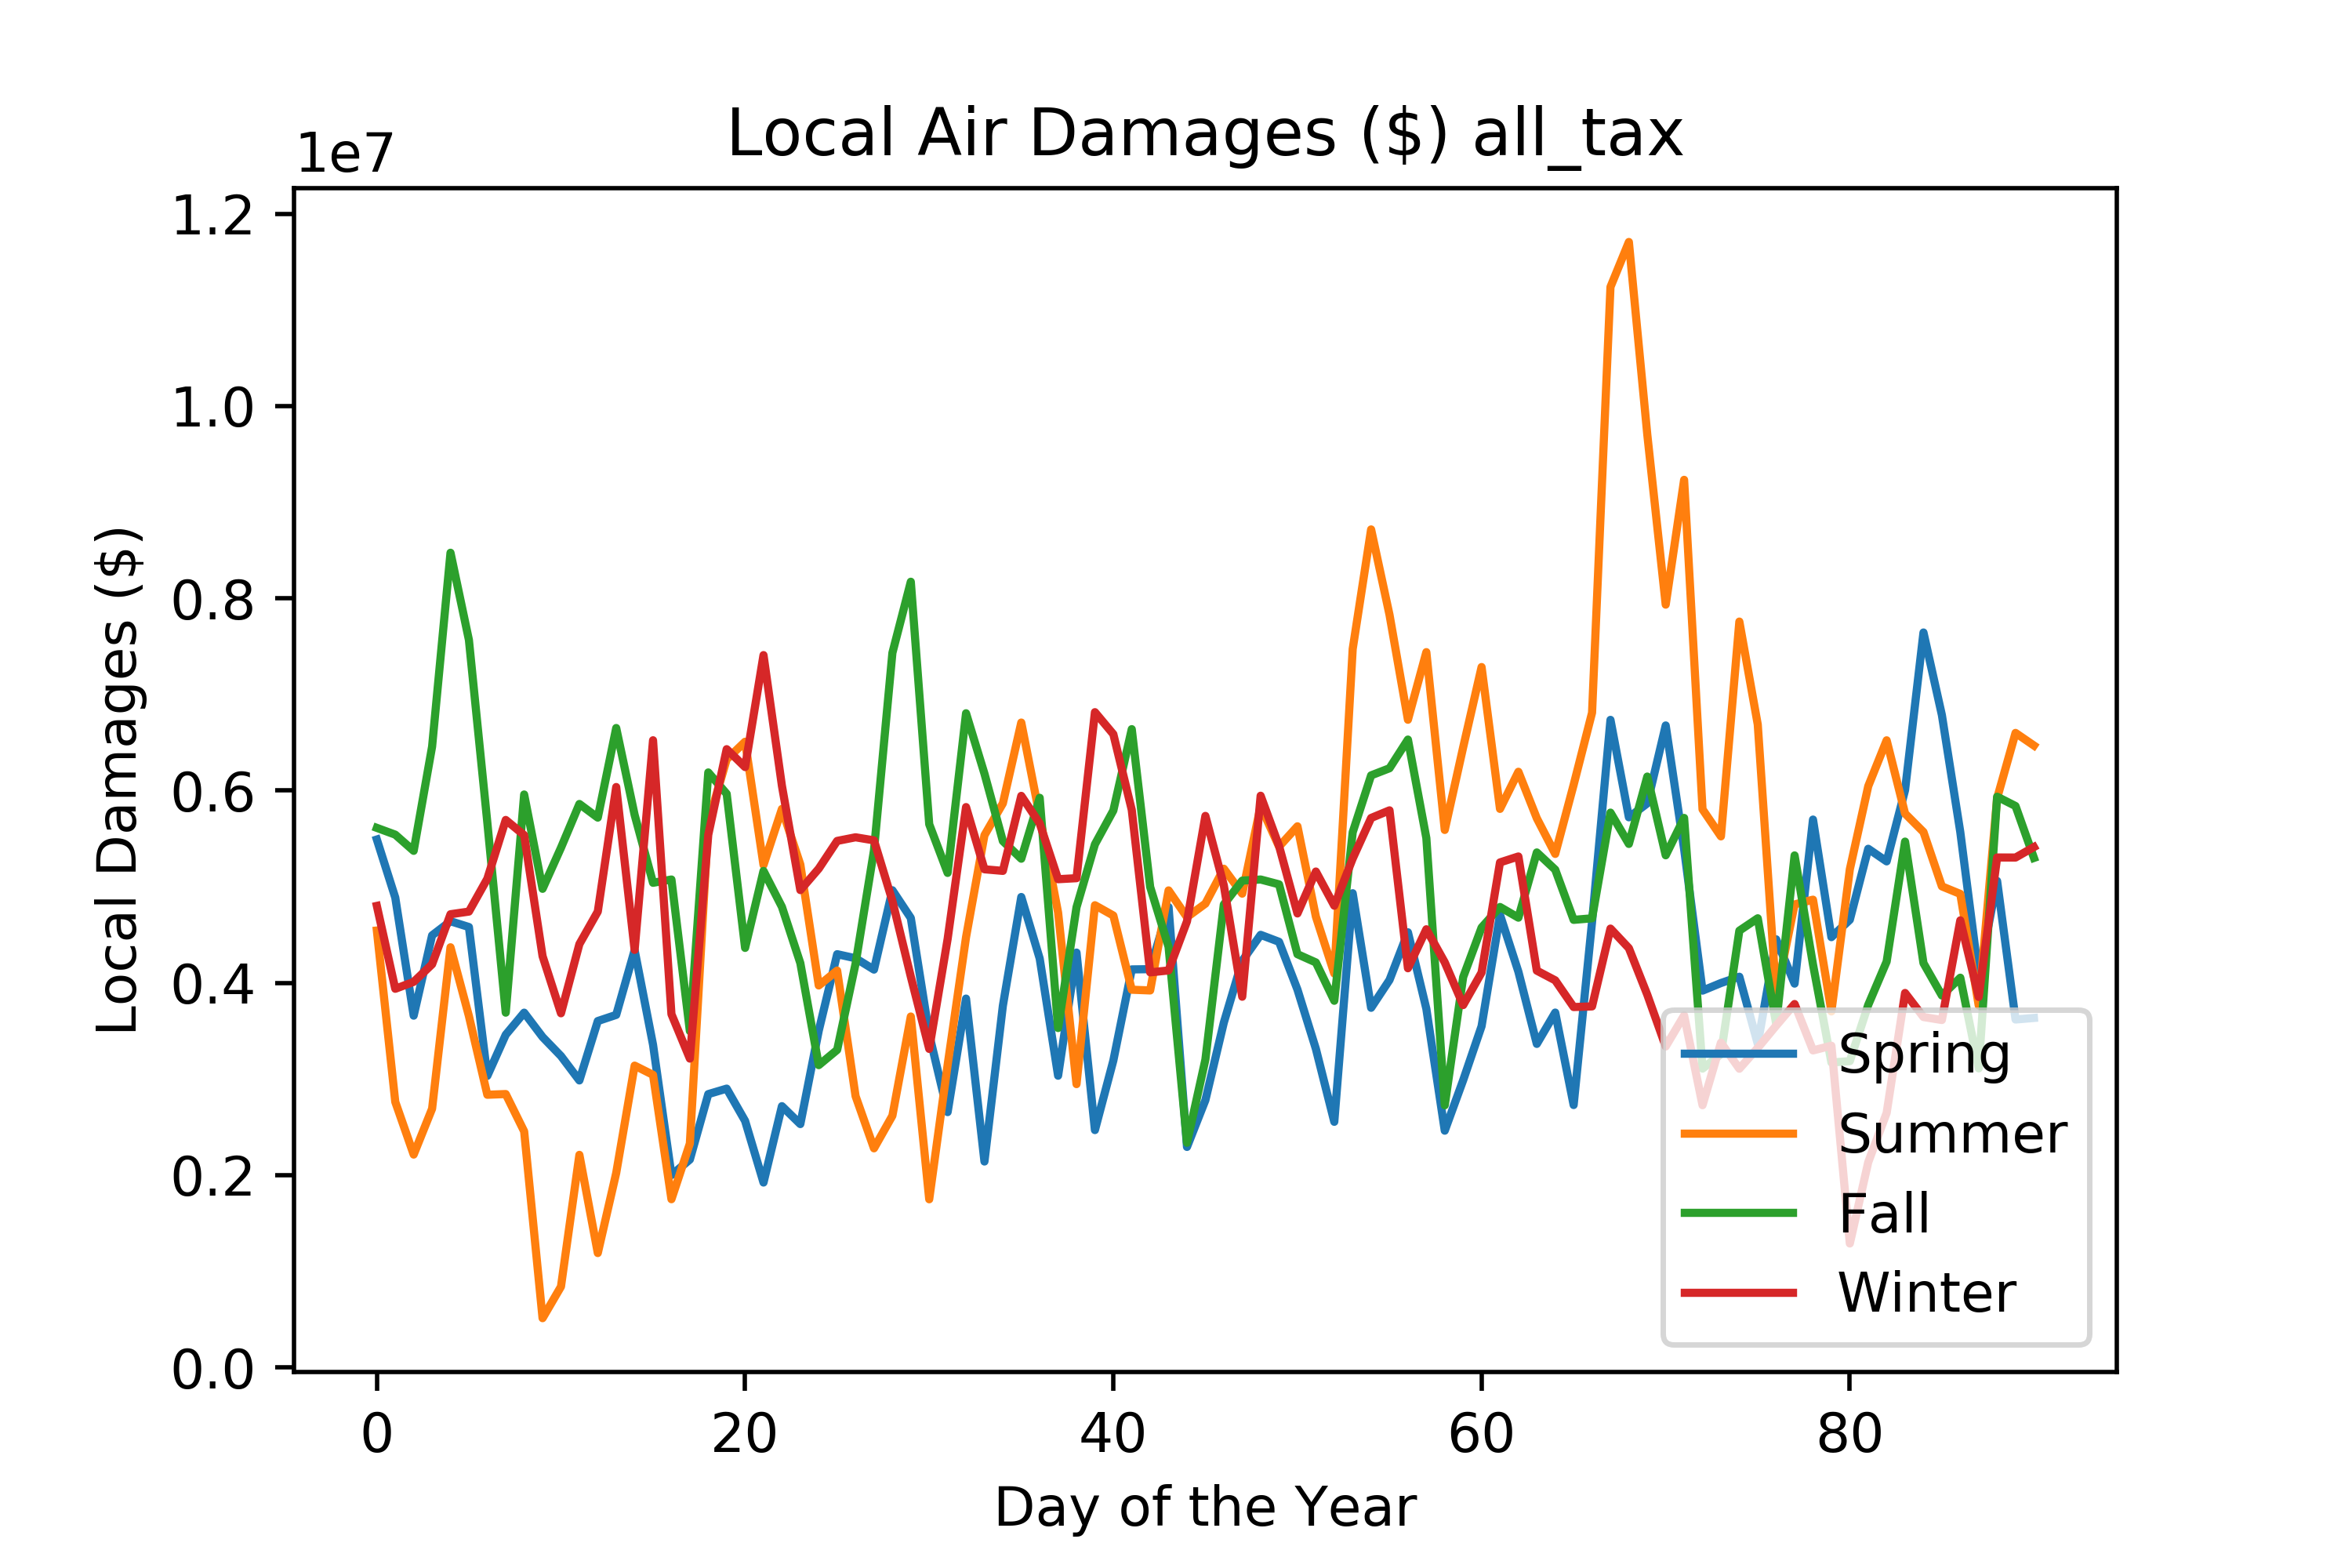 Local Air Damages ($) all_tax
1e7
1.2
1.0
0.8
0.6
0.4
0.2
0.0
Local Damages ($)
0 20 40 60 80
Day of the Year
Spring
Summer
Fall
Winter